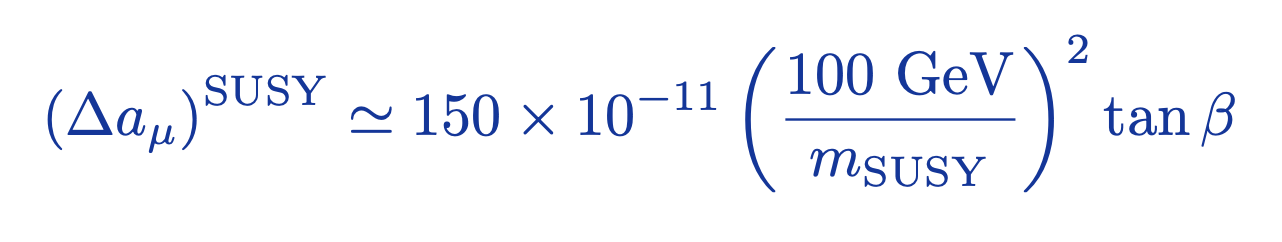 (Δa_μ)^SUSY ≃ 150 × 10^−11 (100 GeV / m_SUSY)^2 tan β